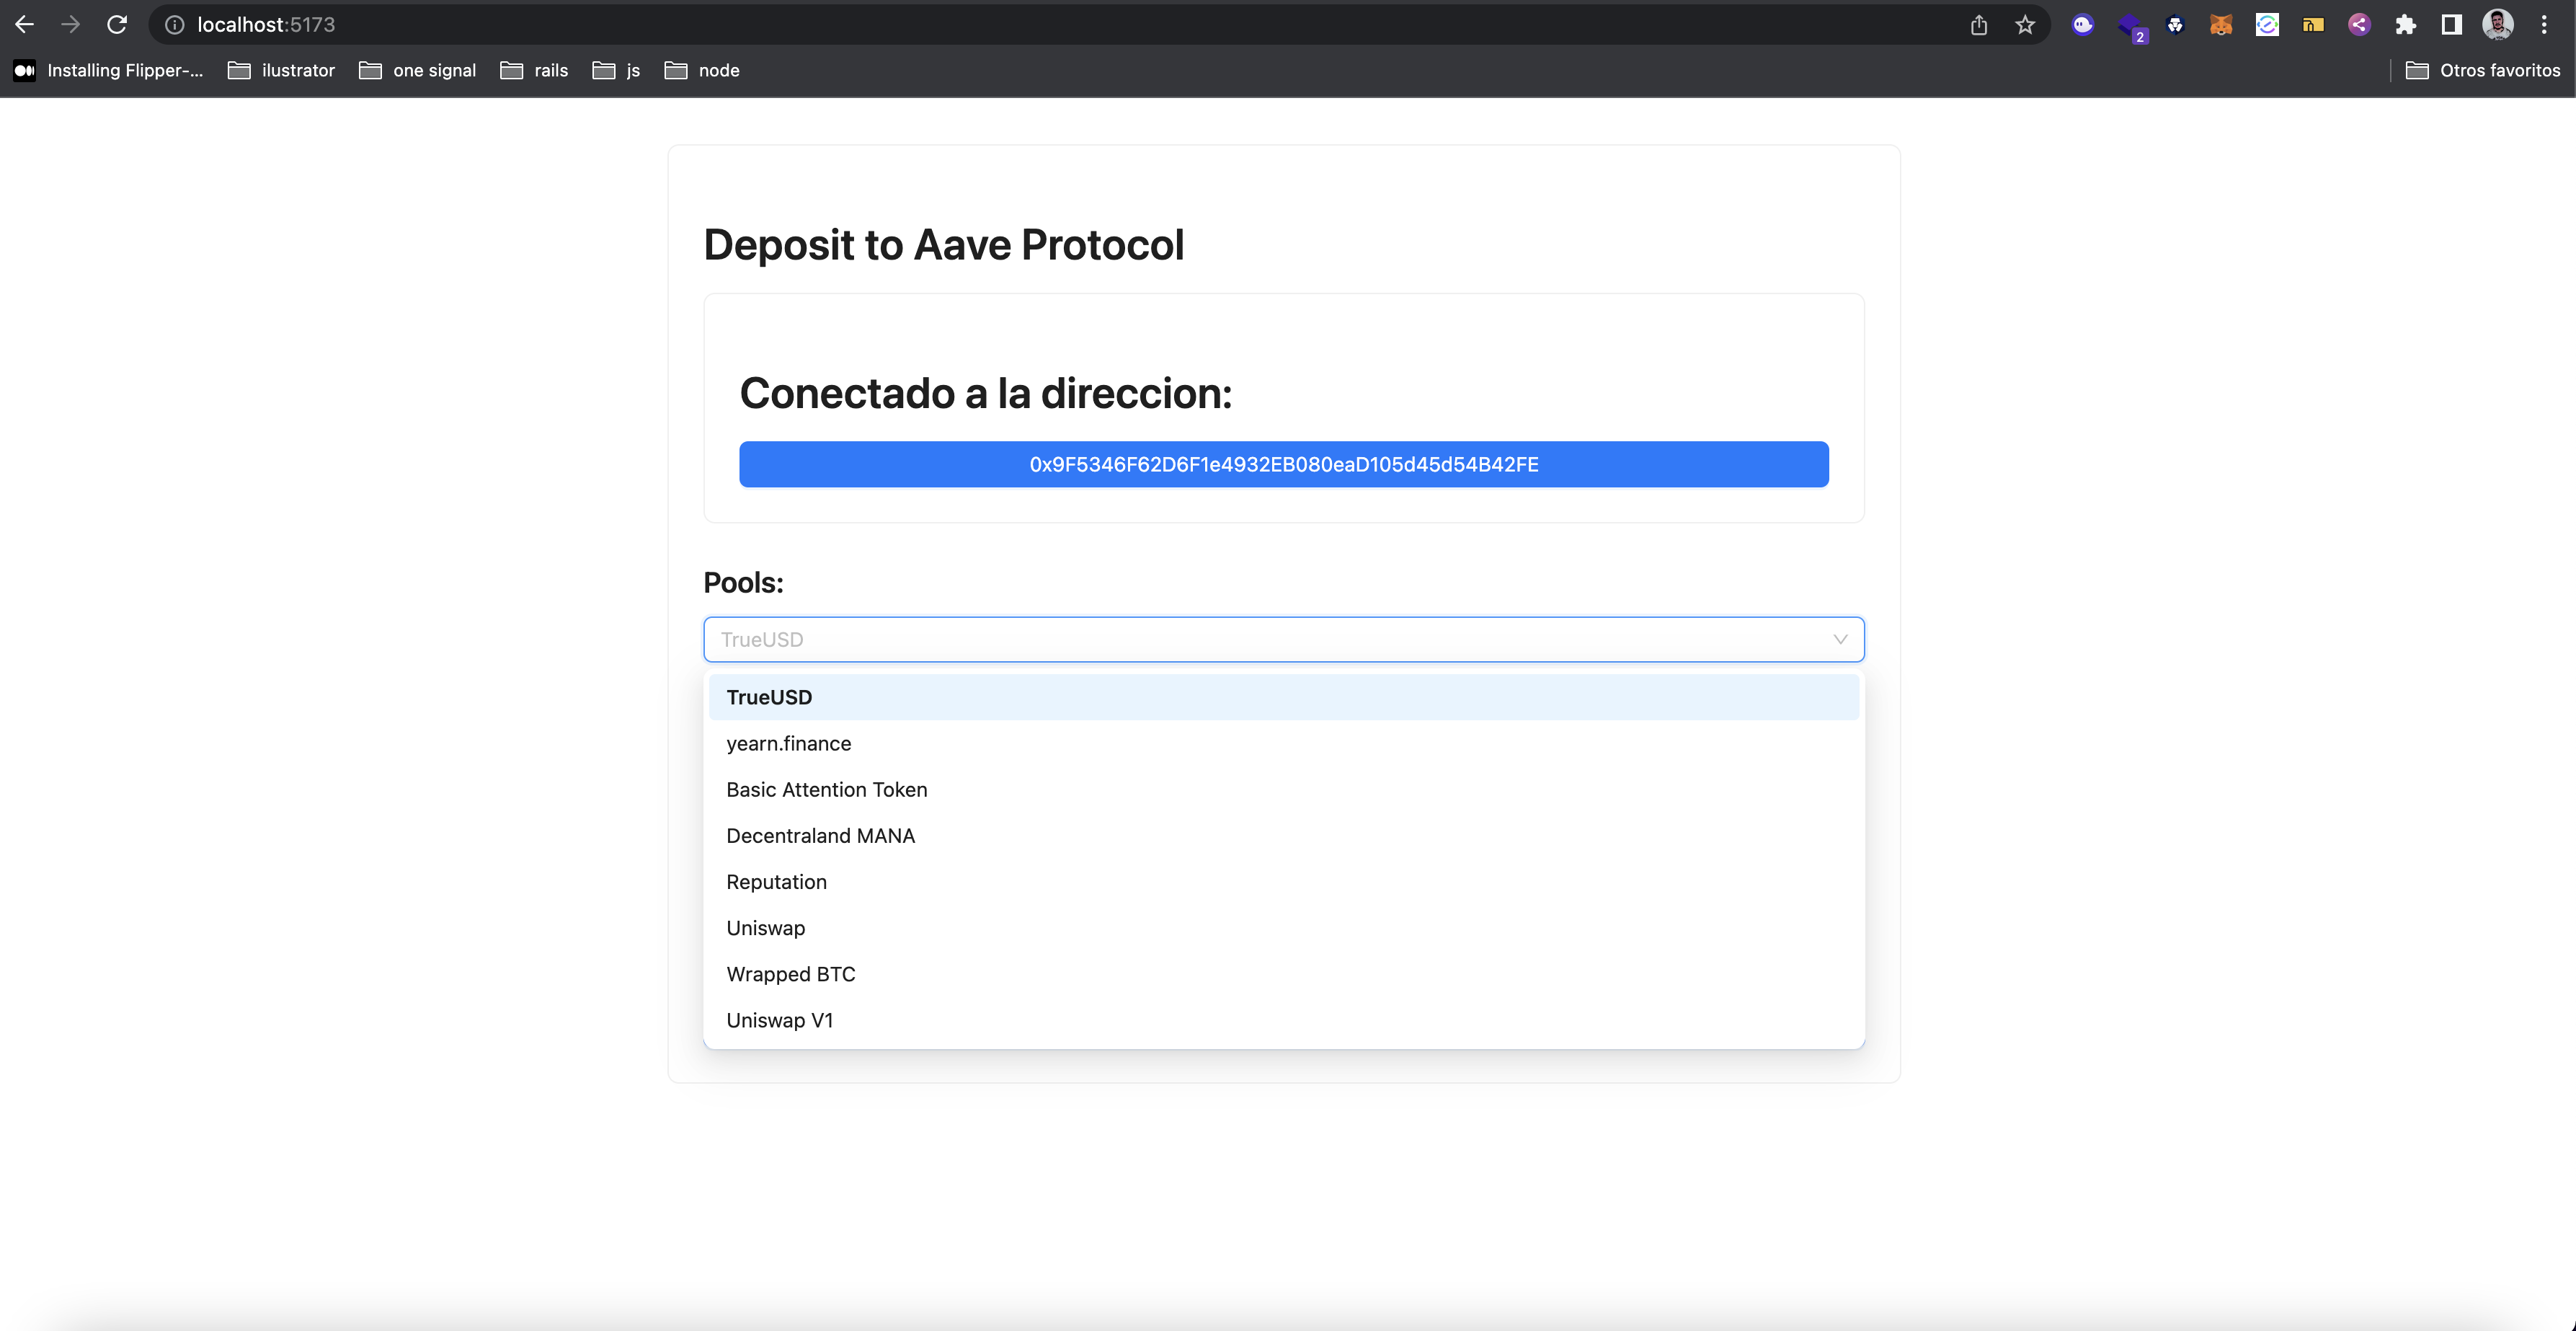 localhost:5173
2
Installing Flipper-...
ilustrator
one signal
rails
js
node
Otros favoritos
Deposit to Aave Protocol
Conectado a la direccion:
0x9F5346F62D6F1e4932EB080eaD105d45d54B42FE
Pools:
TrueUSD
TrueUSD
yearn.finance
Basic Attention Token
Decentraland MANA
Reputation
Uniswap
Wrapped BTC
Uniswap V1